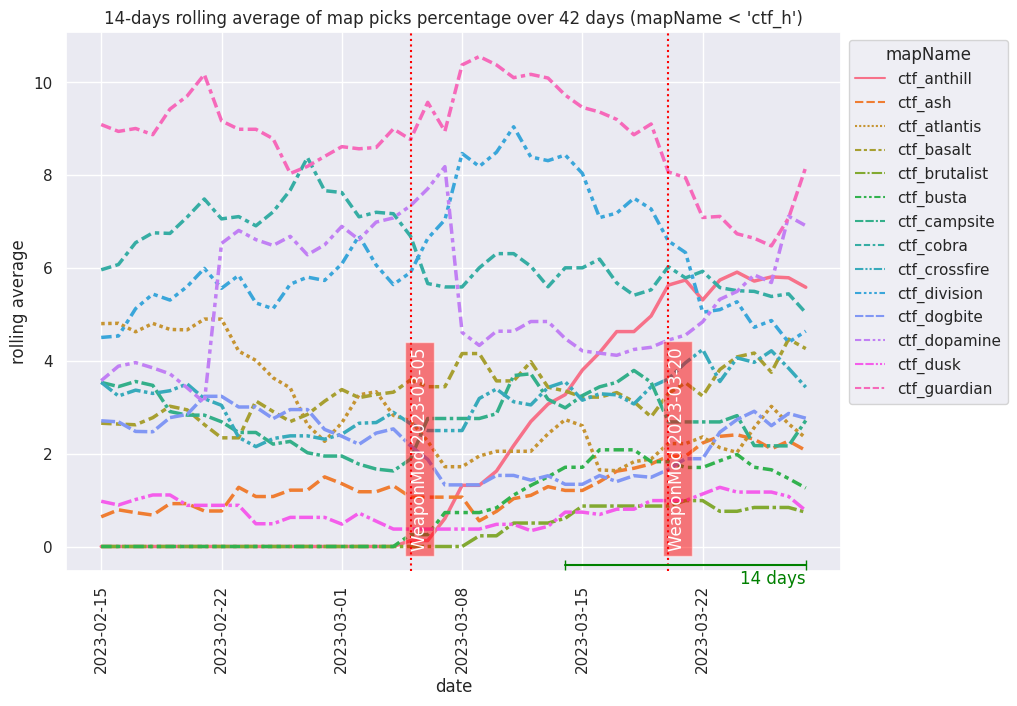 14-days rolling average of map picks percentage over 42 days (mapName < 'ctf_h')
mapName
ctf_anthill
ctf_ash
ctf_atlantis
ctf_basalt
ctf_brutalist
ctf_busta
ctf_campsite
ctf_cobra
ctf_crossfire
ctf_division
ctf_dogbite
ctf_dopamine
ctf_dusk
ctf_guardian
rolling average
10
8
6
4
2
0
WeaponMod 2023-03-05
WeaponMod 2023-03-20
14 days
2023-02-15
2023-02-22
2023-03-01
2023-03-08
2023-03-15
2023-03-22
date